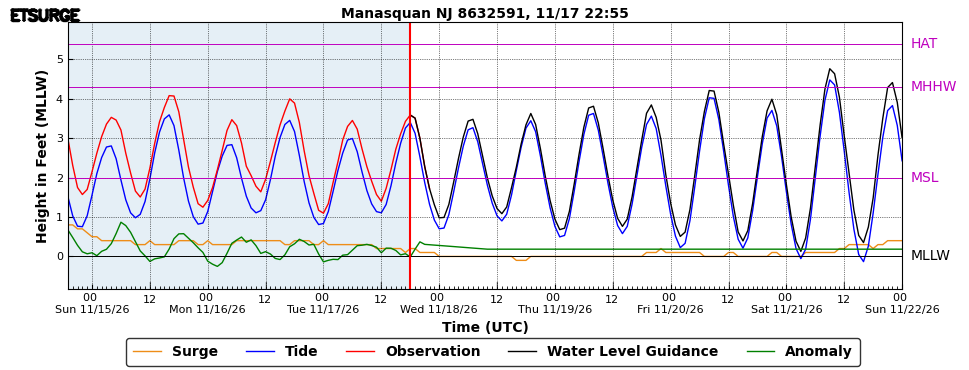 ETSURGE
Manasquan NJ 8632591, 11/17 22:55
Height in Feet (MLLW)
5
4
3
2
1
0
HAT
MHHW
MSL
MLLW
00 12 00 12 00 12 00 12 00 12 00 12 00 12 00
Sun 11/15/26 Mon 11/16/26 Tue 11/17/26 Wed 11/18/26 Thu 11/19/26 Fri 11/20/26 Sat 11/21/26 Sun 11/22/26
Time (UTC)
Surge Tide Observation Water Level Guidance Anomaly